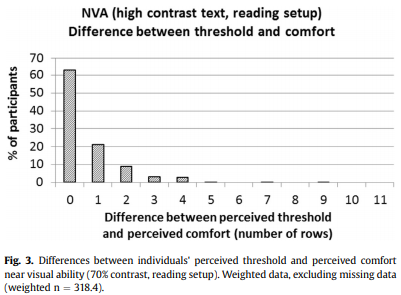 NVA (high contrast text, reading setup)
Difference between threshold and comfort
% of participants
70
60
50
40
30
20
10
0
0 1 2 3 4 5 6 7 8 9 10 11
Difference between perceived threshold
and perceived comfort (number of rows)
Fig. 3. Differences between individuals' perceived threshold and perceived comfort
near visual ability (70% contrast, reading setup). Weighted data, excluding missing data
(weighted n = 318.4).